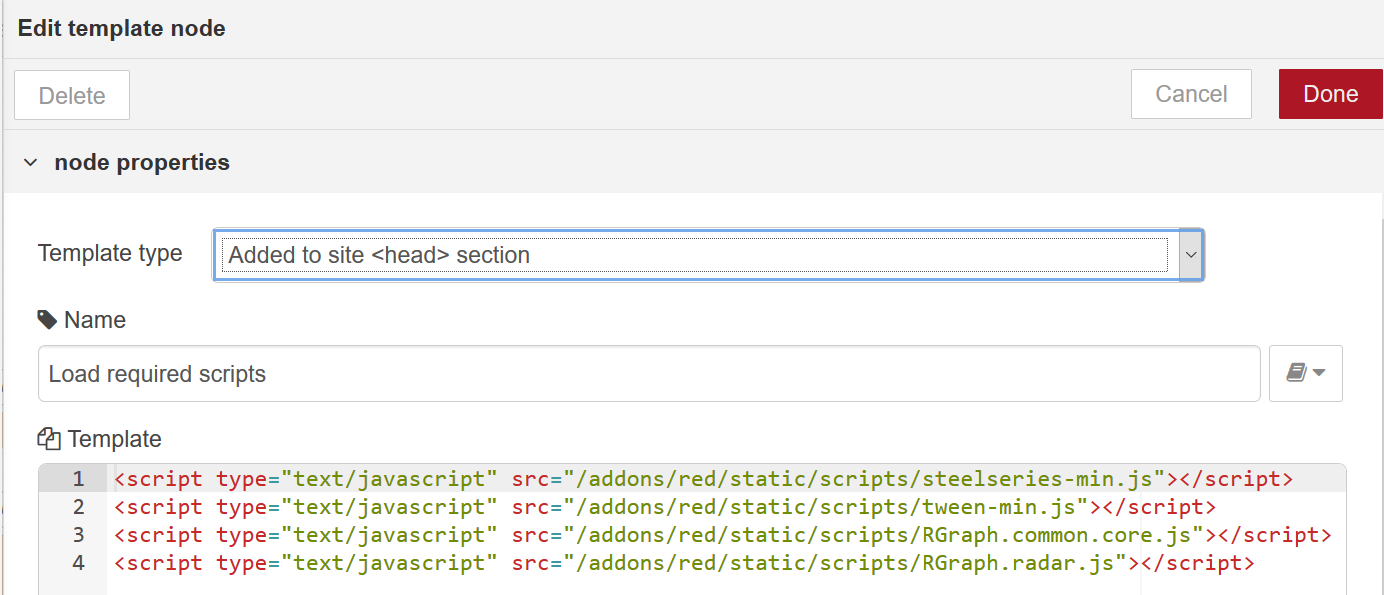 Edit template node
Delete
Cancel
Done
node properties
Template type
Added to site <head> section
Name
Load required scripts
Template
1 <script type="text/javascript" src="/addons/red/static/scripts/steelseries-min.js"></script>
2 <script type="text/javascript" src="/addons/red/static/scripts/tween-min.js"></script>
3 <script type="text/javascript" src="/addons/red/static/scripts/RGraph.common.core.js"></script>
4 <script type="text/javascript" src="/addons/red/static/scripts/RGraph.radar.js"></script>